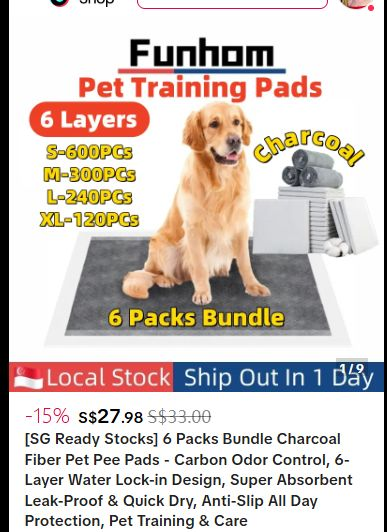 Shop
Funhom
Pet Training Pads
6 Layers
Charcoal
S-600PCs
M-300PCs
L-240PCs
XL-120PCs
6 Packs Bundle
1/9
Local Stock Ship Out In 1 Day
-15% S$27.98 S$33.00
[SG Ready Stocks] 6 Packs Bundle Charcoal
Fiber Pet Pee Pads - Carbon Odor Control, 6-
Layer Water Lock-in Design, Super Absorbent
Leak-Proof & Quick Dry, Anti-Slip All Day
Protection, Pet Training & Care